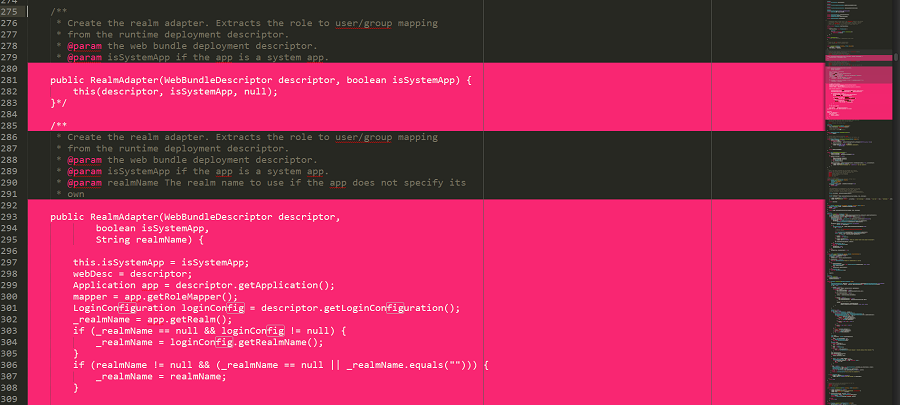 274
275 /**
276 * Create the realm adapter. Extracts the role to user/group mapping
277 * from the runtime deployment descriptor.
278 * @param the web bundle deployment descriptor.
279 * @param isSystemApp if the app is a system app.
280
281 public RealmAdapter(WebBundleDescriptor descriptor, boolean isSystemApp) {
282 this(descriptor, isSystemApp, null);
283 }*/
284
285 /**
286 * Create the realm adapter. Extracts the role to user/group mapping
287 * from the runtime deployment descriptor.
288 * @param the web bundle deployment descriptor.
289 * @param isSystemApp if the app is a system app.
290 * @param realmName The realm name to use if the app does not specify its
291 * own
292
293 public RealmAdapter(WebBundleDescriptor descriptor,
294 boolean isSystemApp,
295 String realmName) {
296
297 this.isSystemApp = isSystemApp;
298 webDesc = descriptor;
299 Application app = descriptor.getApplication();
300 mapper = app.getRoleMapper();
301 LoginConfiguration loginConfig = descriptor.getLoginConfiguration();
302 _realmName = app.getRealm();
303 if (_realmName == null && loginConfig != null) {
304 _realmName = loginConfig.getRealmName();
305 }
306 if (realmName != null && (_realmName == null || _realmName.equals(""))) {
307 _realmName = realmName;
308 }
309